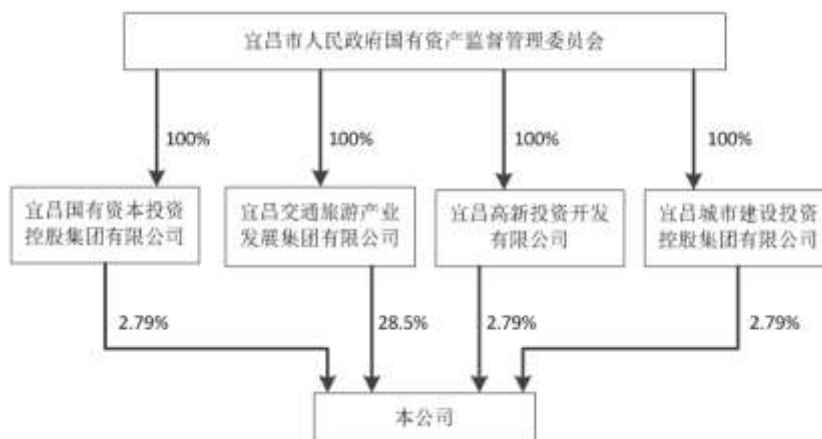 宜昌市人民政府国有资产监督管理委员会
100%
100%
100%
100%
宜昌国有资本投资
控股集团有限公司
宜昌交通旅游产业
发展集团有限公司
宜昌高新投资开发
有限公司
宜昌城市建设投资
控股集团有限公司
2.79%
28.5%
2.79%
2.79%
本公司